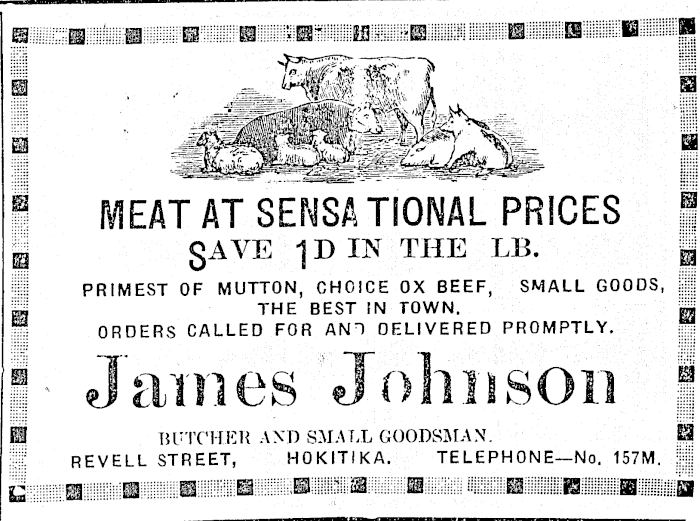 MEAT AT SENSATIONAL PRICES
SAVE 1D IN THE LB.
PRIMEST OF MUTTON, CHOICE OX BEEF, SMALL GOODS,
THE BEST IN TOWN.
ORDERS CALLED FOR AND DELIVERED PROMPTLY.
James Johnson
BUTCHER AND SMALL GOODSMAN.
REVELL STREET, HOKITIKA. TELEPHONE—No. 157M.